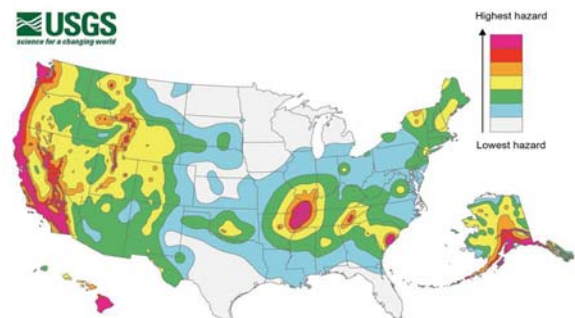 USGS
science for a changing world
Highest hazard
Lowest hazard